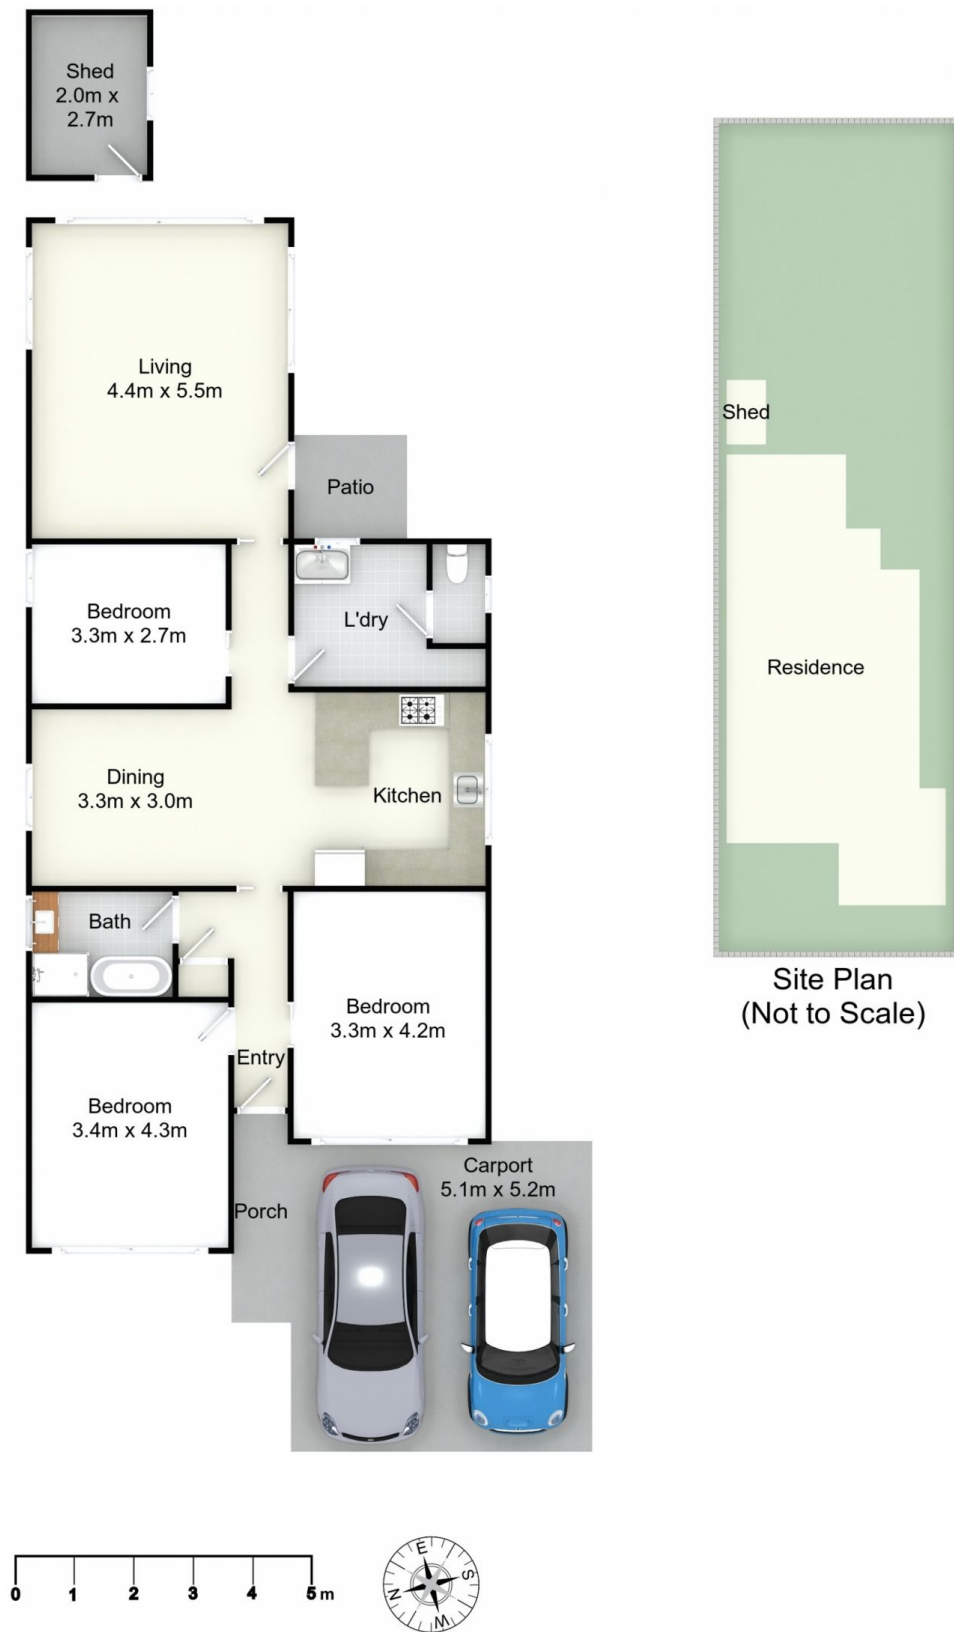 Shed
2.0m x
2.7m
Living
4.4m x 5.5m
Patio
Bedroom
3.3m x 2.7m
L'dry
Dining
3.3m x 3.0m
Kitchen
Bath
Bedroom
3.3m x 4.2m
Entry
Bedroom
3.4m x 4.3m
Carport
5.1m x 5.2m
Porch
Shed
Residence
Site Plan
(Not to Scale)
0 1 2 3 4 5 m
E
S
N
W